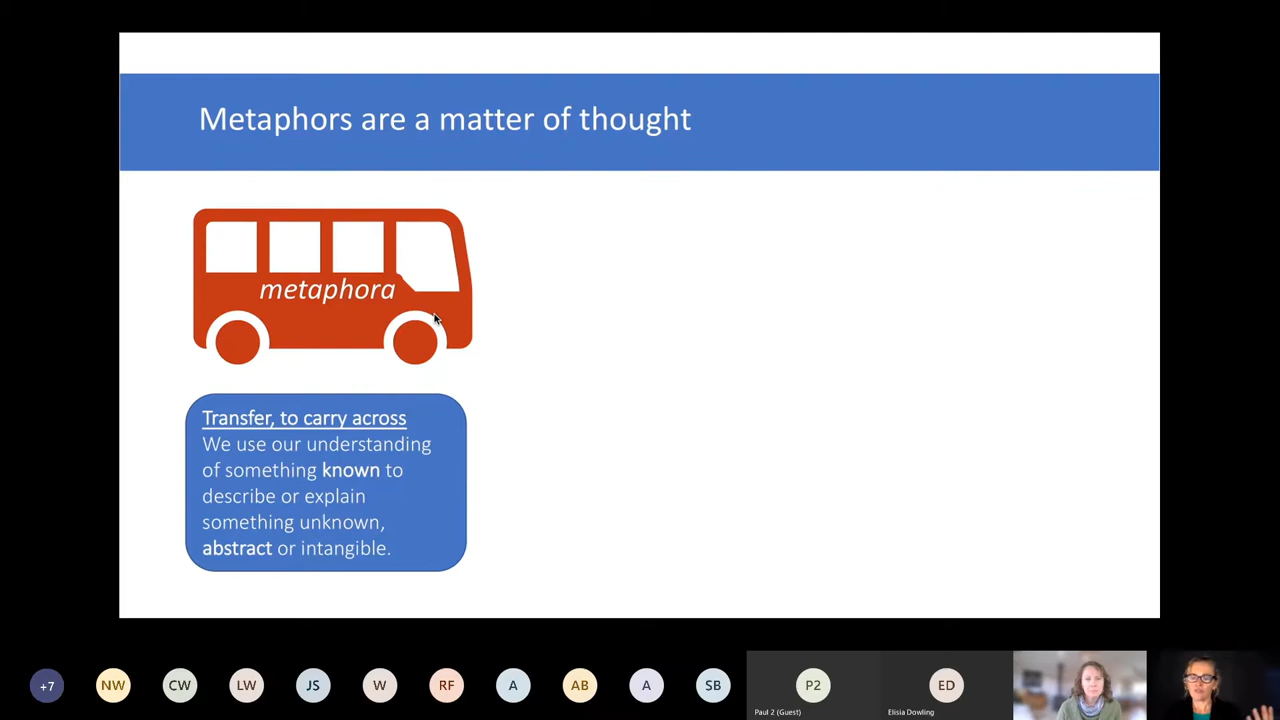 Metaphors are a matter of thought
metaphora
Transfer, to carry across
We use our understanding
of something known to
describe or explain
something unknown,
abstract or intangible.
+7
NW
CW
LW
JS
W
RF
A
AB
A
SB
P2
Paul 2 (Guest)
ED
Elisia Dowling